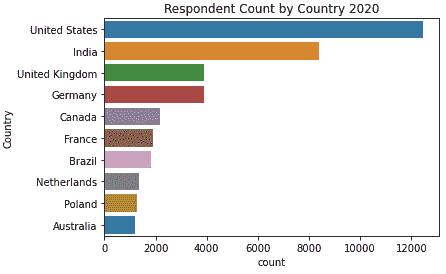 Respondent Count by Country 2020
United States
India
United Kingdom
Germany
Canada
France
Brazil
Netherlands
Poland
Australia
Country
0 2000 4000 6000 8000 10000 12000
count